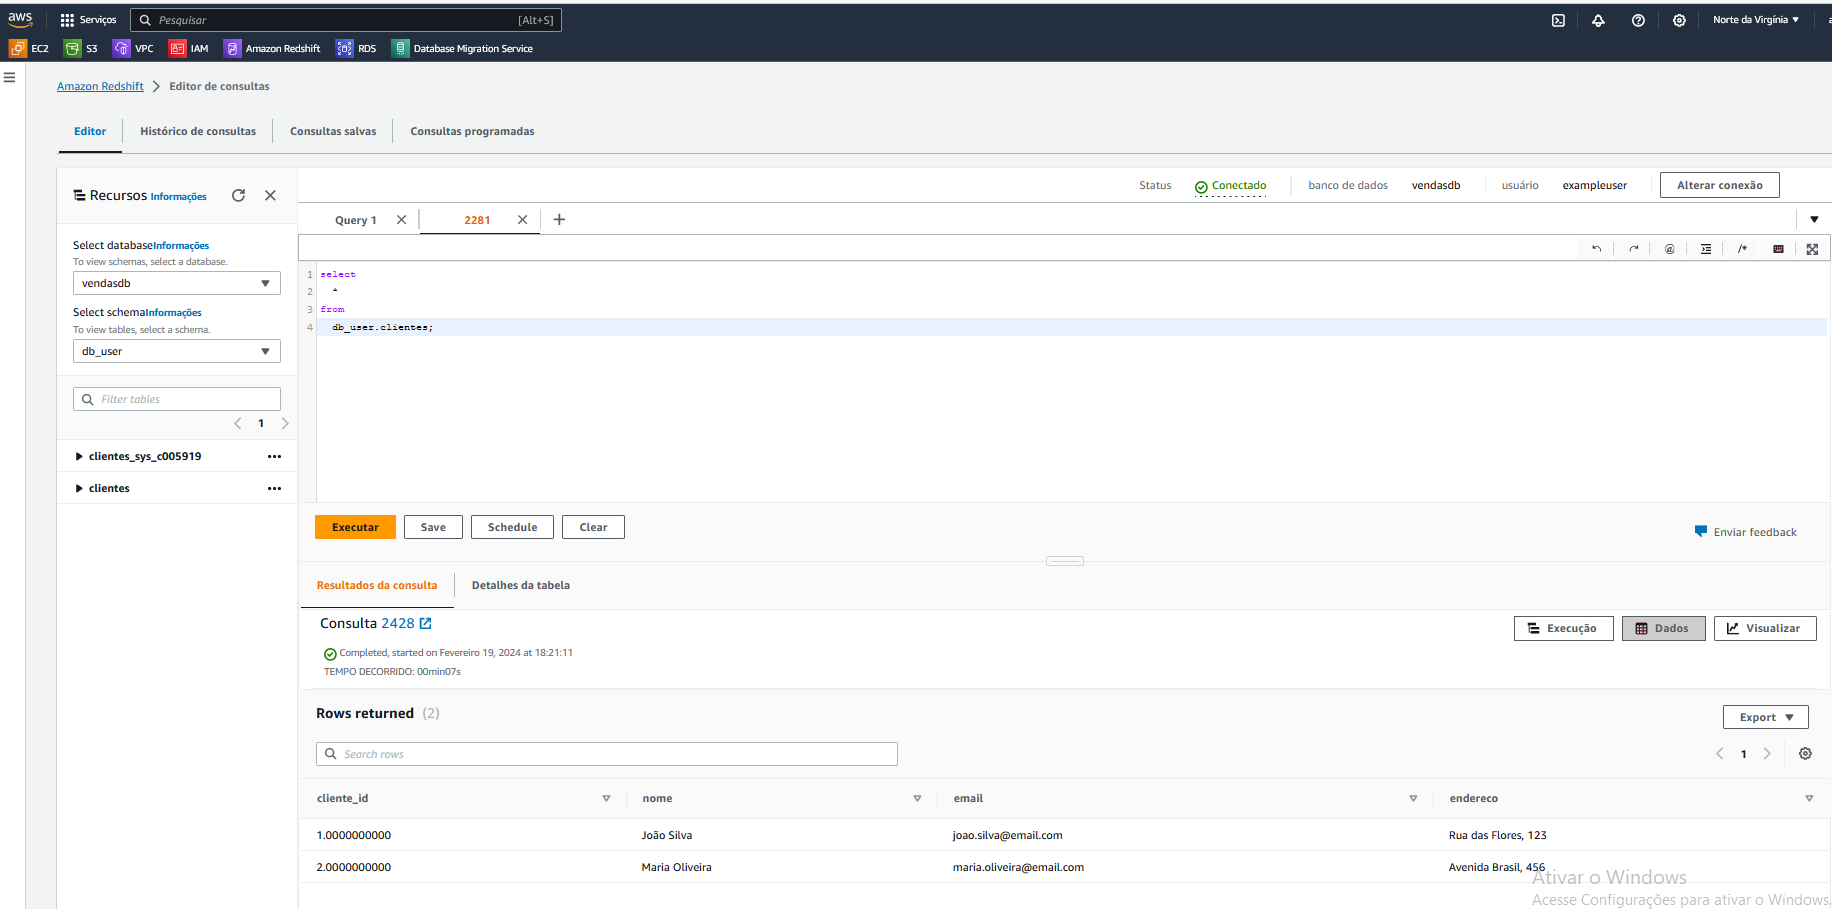 aws
Serviços
Pesquisar
[Alt+S]
Norte da Virgínia
EC2
S3
VPC
IAM
Amazon Redshift
RDS
Database Migration Service
Amazon Redshift
Editor de consultas
Editor
Histórico de consultas
Consultas salvas
Consultas programadas
Recursos Informações
Status
Conectado
banco de dados
vendasdb
usuário
exampleuser
Alterar conexão
Query 1
2281
Select databaseInformações
To view schemas, select a database.
vendasdb
Select schemaInformações
To view tables, select a schema.
db_user
Filter tables
1
clientes_sys_c005919
clientes
1 select
2 *
3 from
4 db_user.clientes;
Executar
Save
Schedule
Clear
Enviar feedback
Resultados da consulta
Detalhes da tabela
Consulta 2428
Execução
Dados
Visualizar
Completed, started on Fevereiro 19, 2024 at 18:21:11
TEMPO DECORRIDO: 00min07s
Rows returned (2)
Export
Search rows
1
cliente_id
nome
email
endereco
1.0000000000
João Silva
joao.silva@email.com
Rua das Flores, 123
2.0000000000
Maria Oliveira
maria.oliveira@email.com
Avenida Brasil, 456
Ativar o Windows
Acesse Configurações para ativar o Windows.